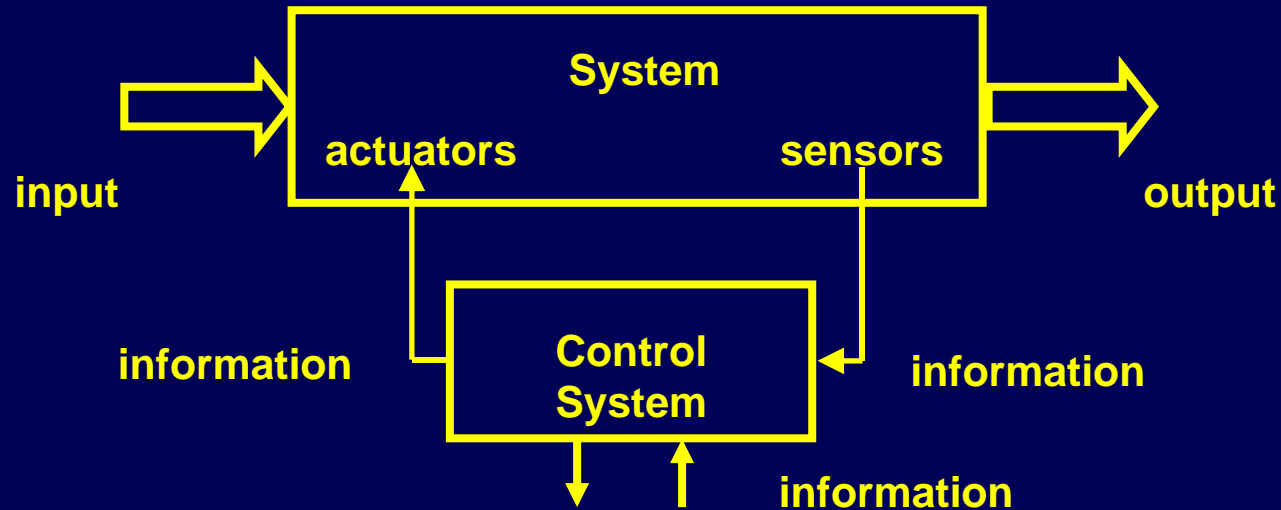 System
actuators
sensors
input
output
information
Control
System
information
information